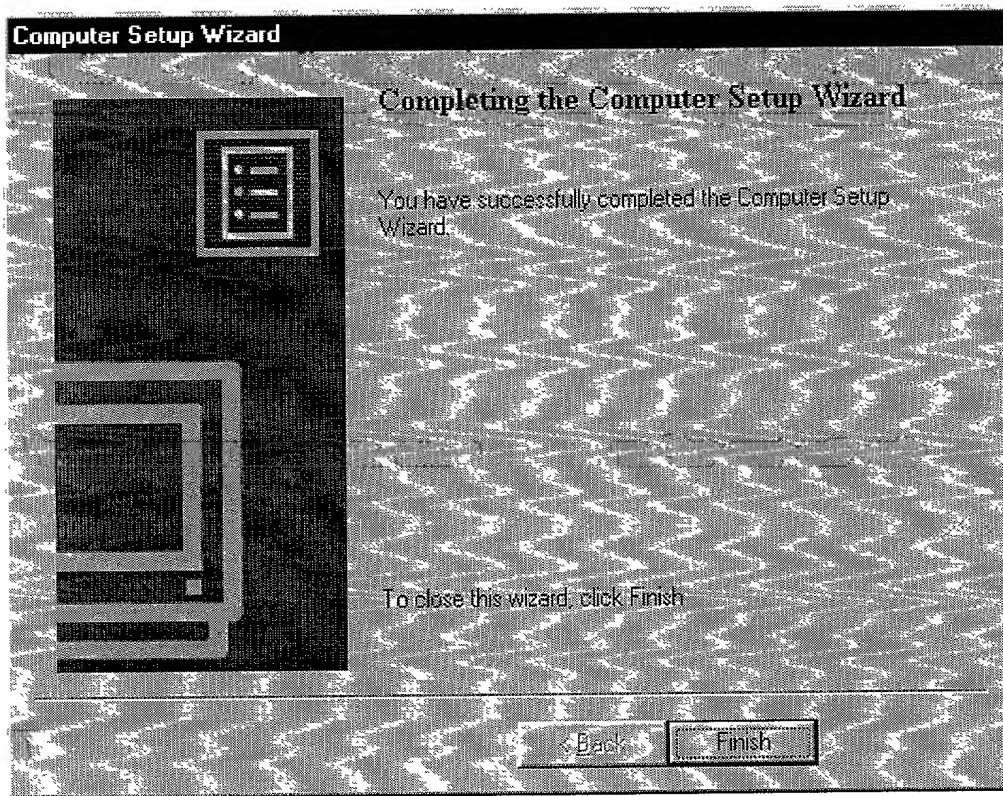 Computer Setup Wizard
Completing the Computer Setup Wizard
You have successfully completed the Computer Setup
Wizard.
To close this wizard, click Finish
< Back
Finish